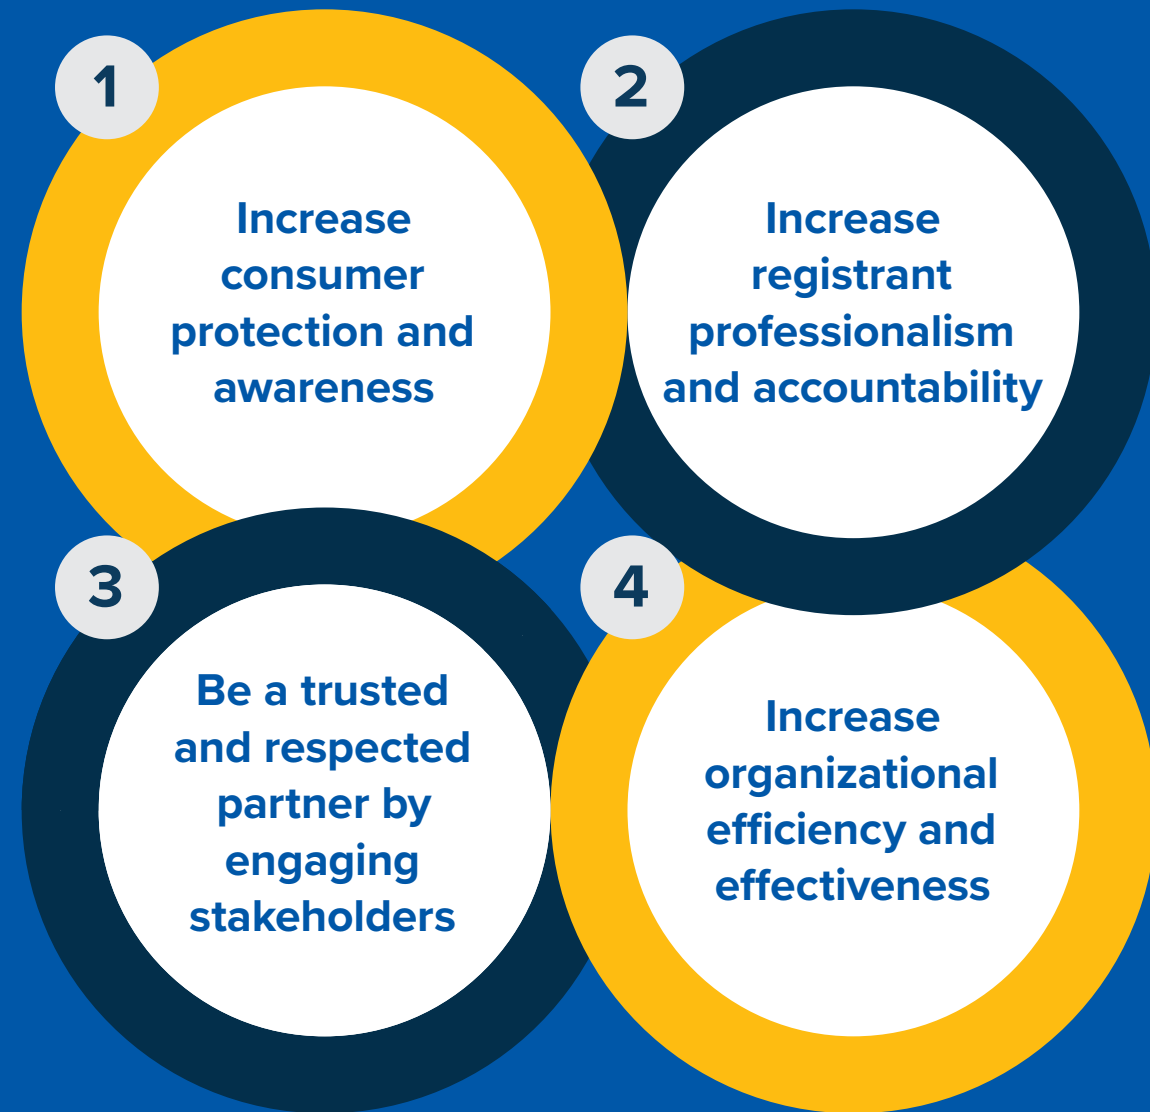 1
Increase
consumer
protection and
awareness
2
Increase
registrant
professionalism
and accountability
3
Be a trusted
and respected
partner by
engaging
stakeholders
4
Increase
organizational
efficiency and
effectiveness